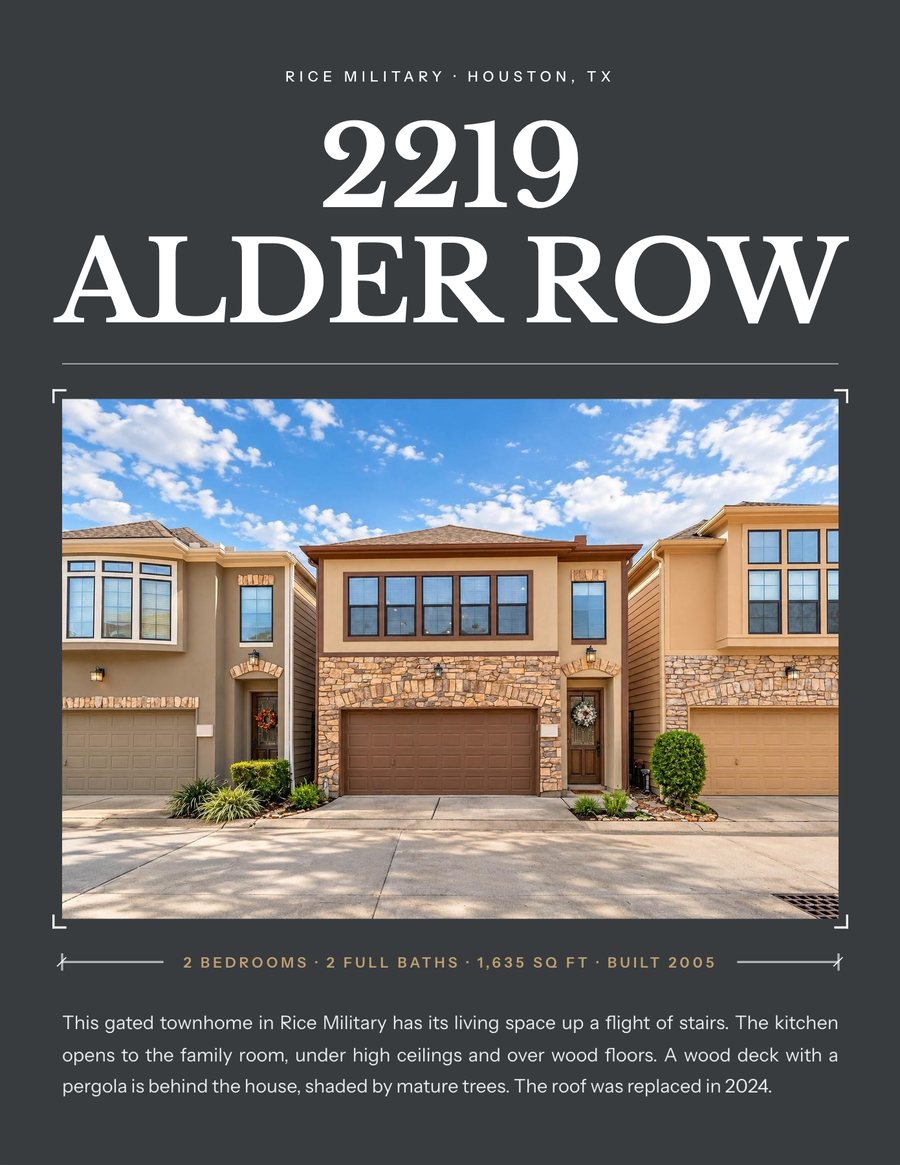 RICE MILITARY · HOUSTON, TX
2219
ALDER ROW
2 BEDROOMS · 2 FULL BATHS · 1,635 SQ FT · BUILT 2005
This gated townhome in Rice Military has its living space up a flight of stairs. The kitchen
opens to the family room, under high ceilings and over wood floors. A wood deck with a
pergola is behind the house, shaded by mature trees. The roof was replaced in 2024.